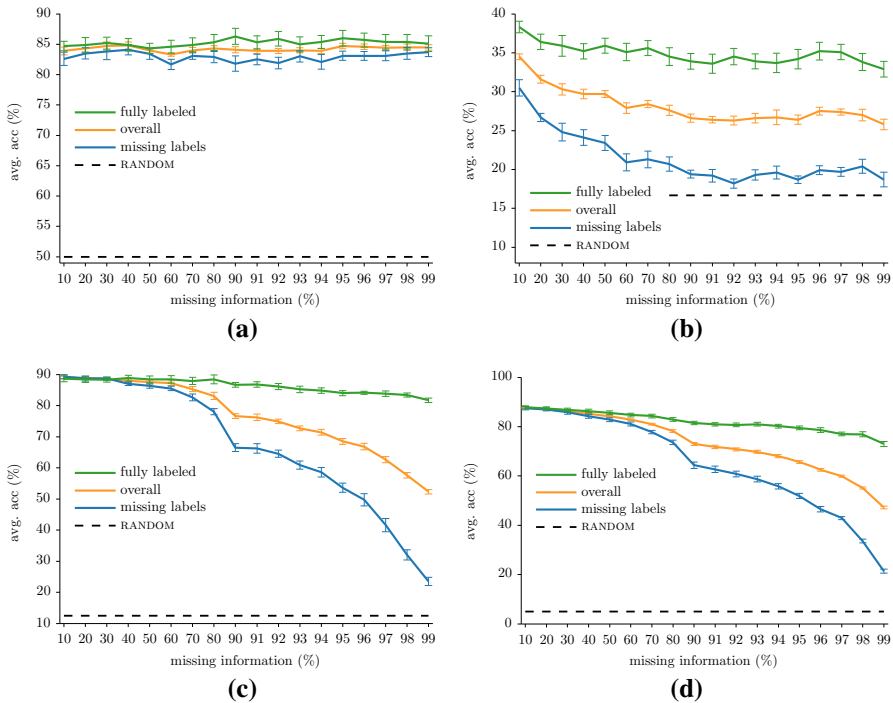 90
85
80
75
70
65
60
55
50
avg. acc (%)
fully labeled
overall
missing labels
RANDOM
10 20 30 40 50 60 70 80 90 91 92 93 94 95 96 97 98 99
missing information (%)
(a)
40
35
30
25
20
15
10
avg. acc (%)
fully labeled
overall
missing labels
RANDOM
10 20 30 40 50 60 70 80 90 91 92 93 94 95 96 97 98 99
missing information (%)
(b)
90
80
70
60
50
40
30
20
10
avg. acc (%)
fully labeled
overall
missing labels
RANDOM
10 20 30 40 50 60 70 80 90 91 92 93 94 95 96 97 98 99
missing information (%)
(c)
100
80
60
40
20
0
avg. acc (%)
fully labeled
overall
missing labels
RANDOM
10 20 30 40 50 60 70 80 90 91 92 93 94 95 96 97 98 99
missing information (%)
(d)